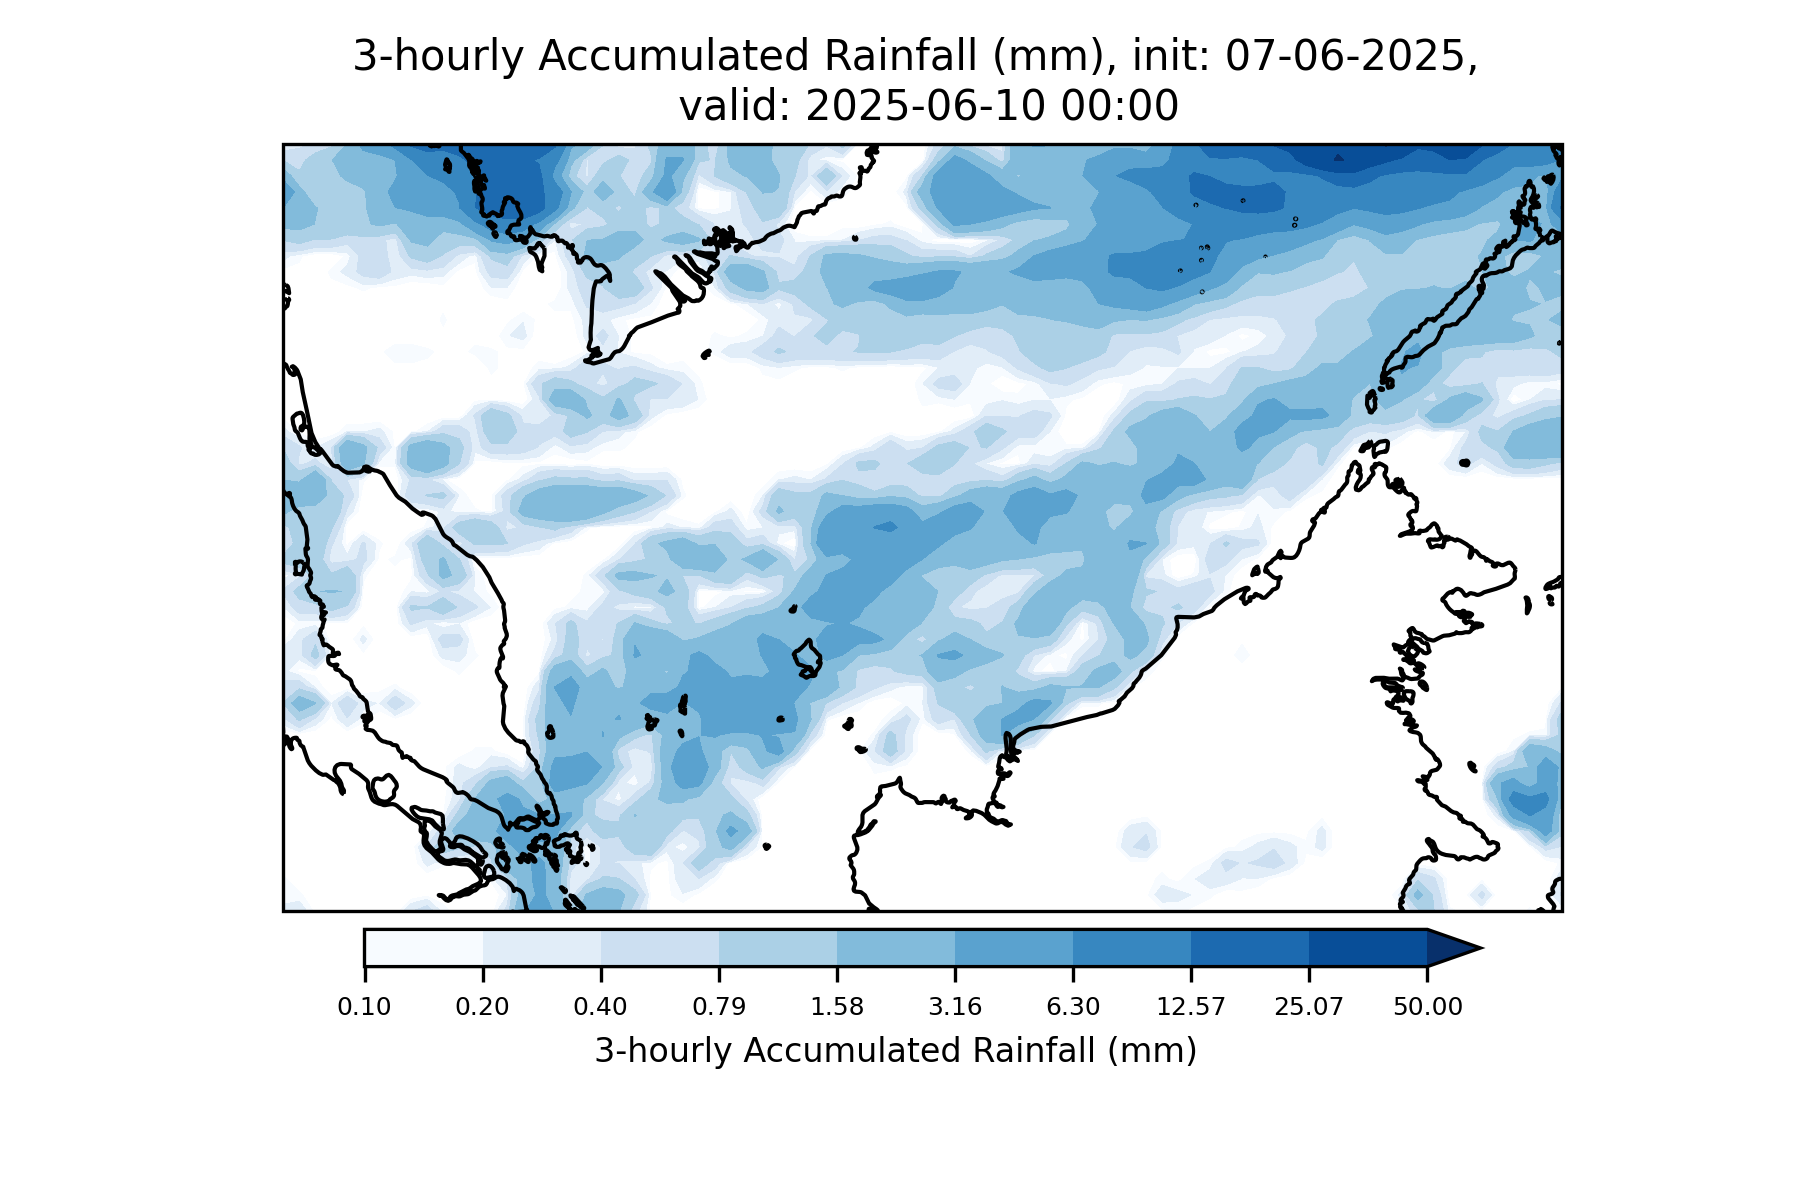 3-hourly Accumulated Rainfall (mm), init: 07-06-2025,
valid: 2025-06-10 00:00
0.10 0.20 0.40 0.79 1.58 3.16 6.30 12.57 25.07 50.00
3-hourly Accumulated Rainfall (mm)